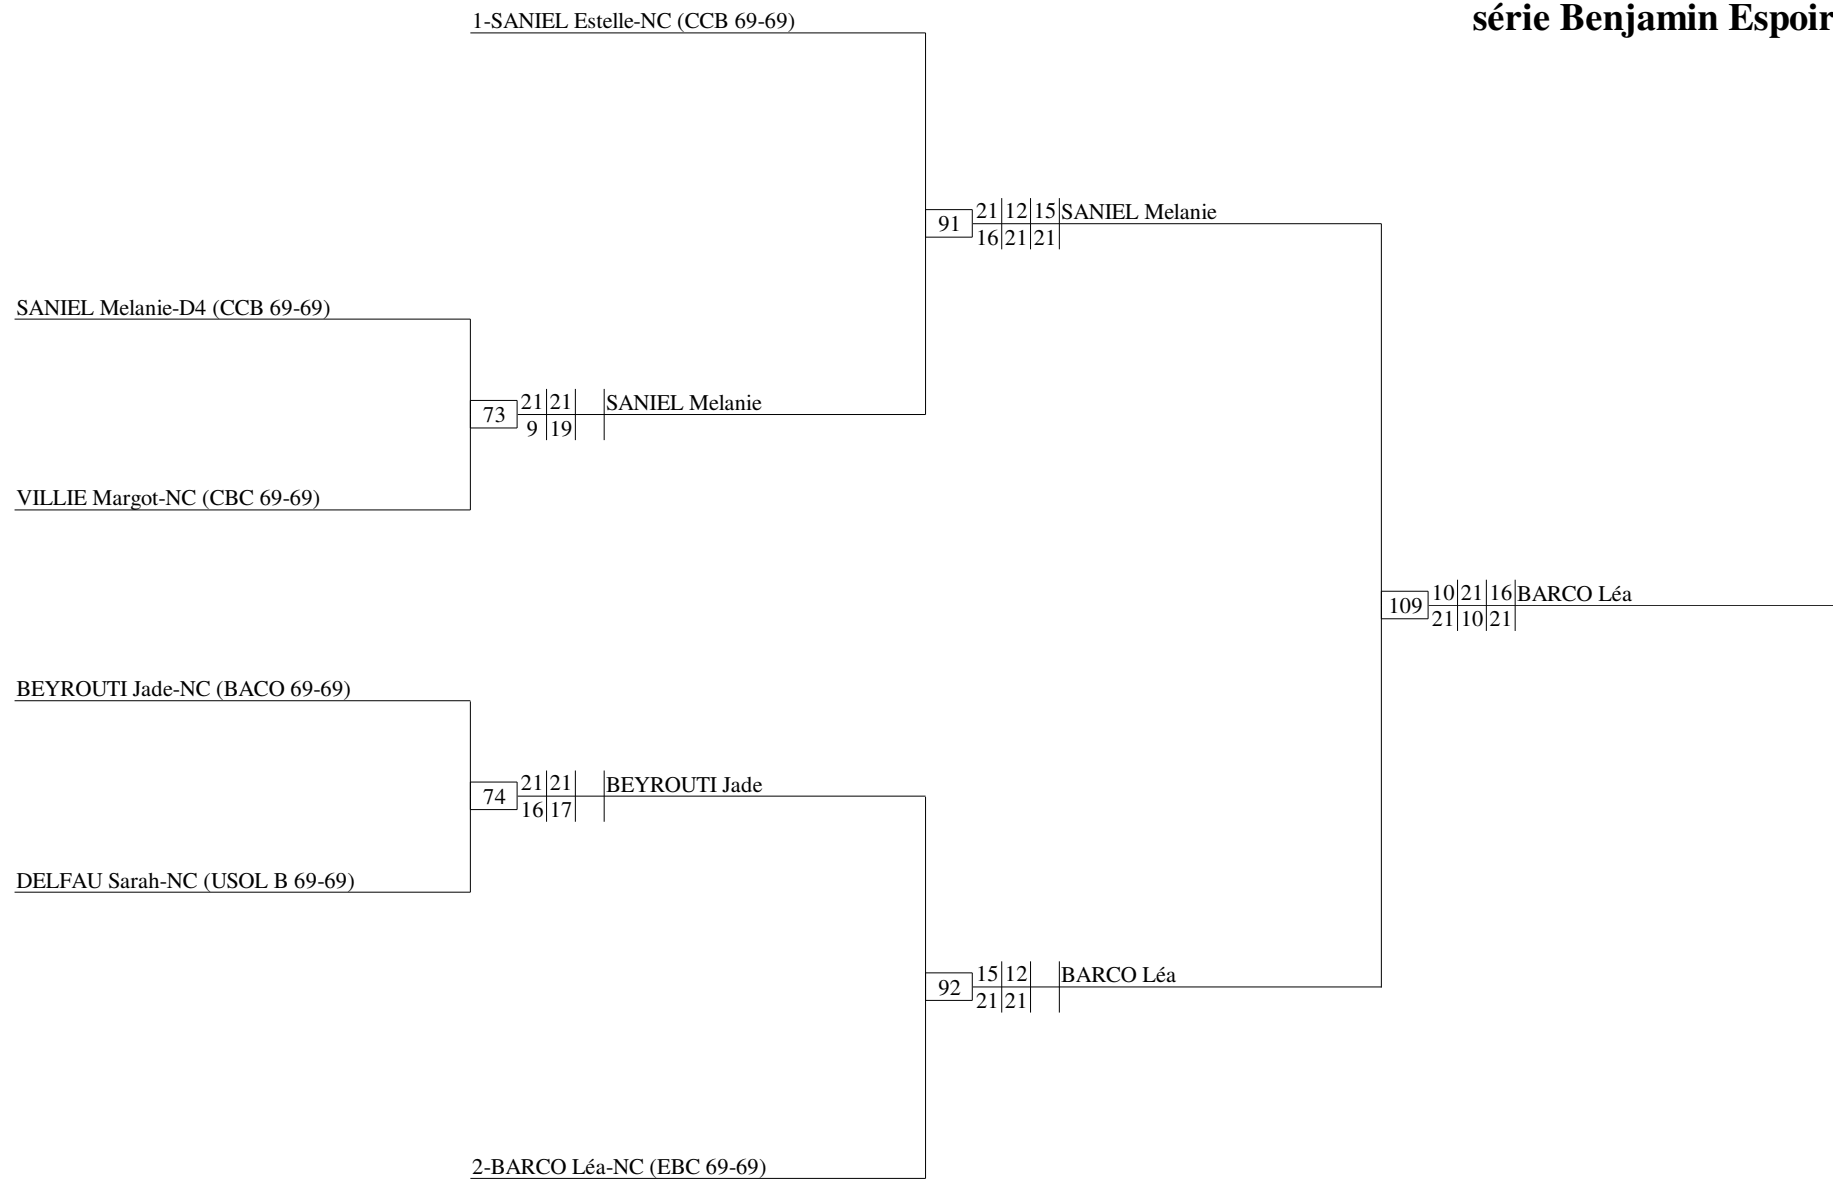 série Benjamin Espoir
1-SANIEL Estelle-NC (CCB 69-69)
91 21 12 15 SANIEL Melanie
16 21 21
SANIEL Melanie-D4 (CCB 69-69)
73 21 21 SANIEL Melanie
9 19
VILLIE Margot-NC (CBC 69-69)
109 10 21 16 BARCO Léa
21 10 21
BEYROUTI Jade-NC (BACO 69-69)
74 21 21 BEYROUTI Jade
16 17
DELFAU Sarah-NC (USOL B 69-69)
92 15 12 BARCO Léa
21 21
2-BARCO Léa-NC (EBC 69-69)